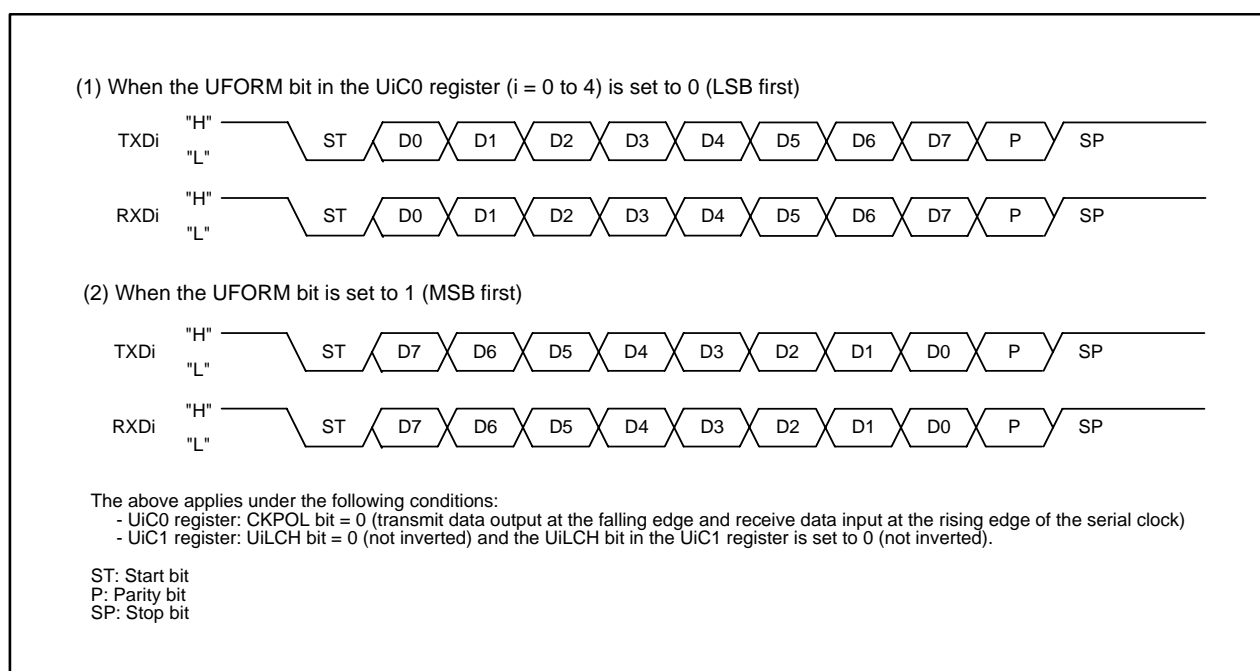 (1) When the UFORM bit in the UiC0 register (i = 0 to 4) is set to 0 (LSB first)
"H"
TXDi ST D0 D1 D2 D3 D4 D5 D6 D7 P SP
"L"
"H"
RXDi ST D0 D1 D2 D3 D4 D5 D6 D7 P SP
"L"
(2) When the UFORM bit is set to 1 (MSB first)
"H"
TXDi ST D7 D6 D5 D4 D3 D2 D1 D0 P SP
"L"
"H"
RXDi ST D7 D6 D5 D4 D3 D2 D1 D0 P SP
"L"
The above applies under the following conditions:
- UiC0 register: CKPOL bit = 0 (transmit data output at the falling edge and receive data input at the rising edge of the serial clock)
- UiC1 register: UiLCH bit = 0 (not inverted) and the UiLCH bit in the UiC1 register is set to 0 (not inverted).
ST: Start bit
P: Parity bit
SP: Stop bit